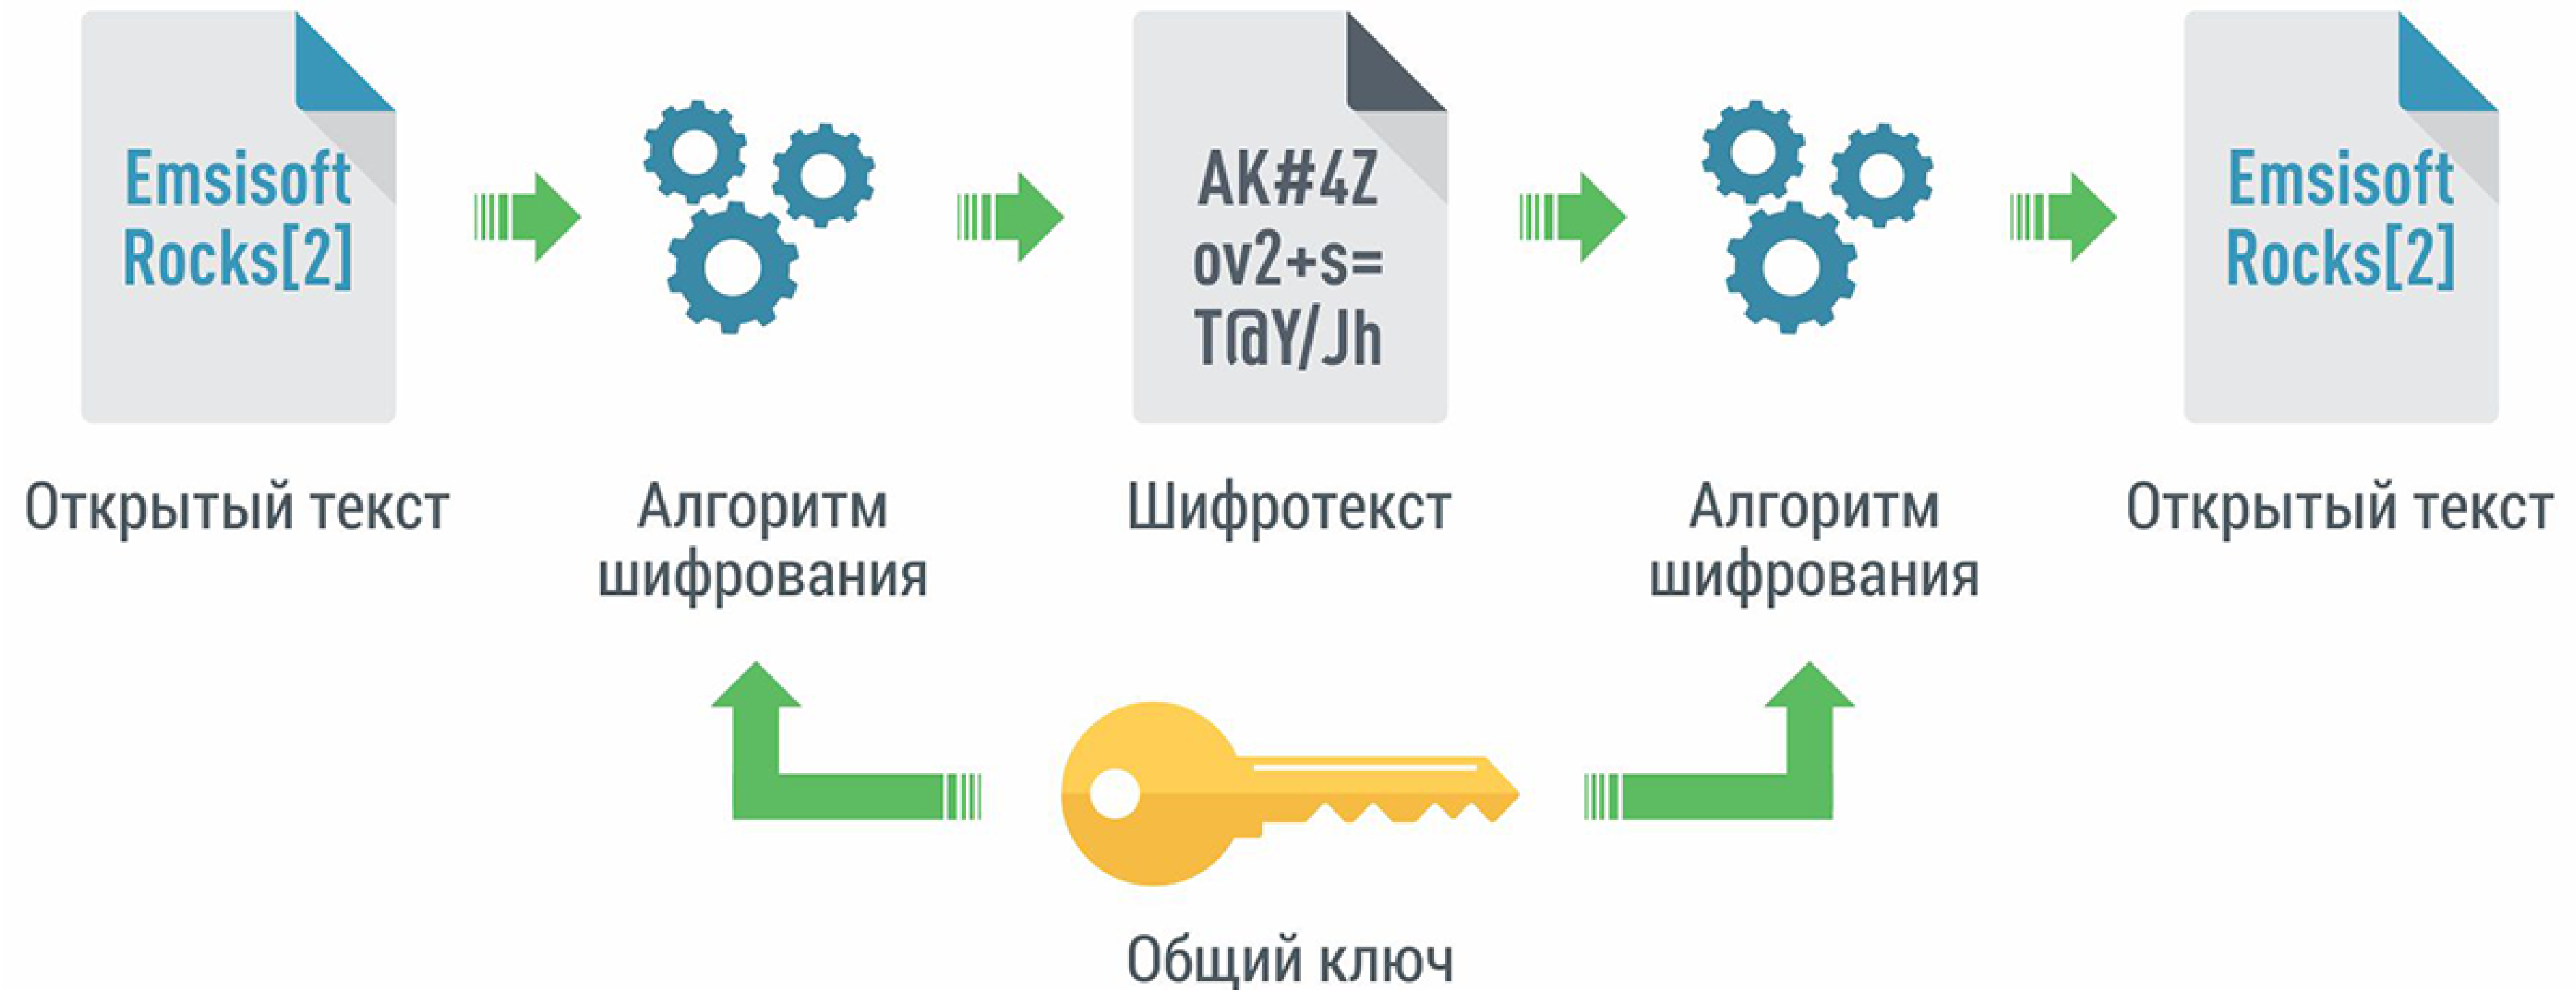 Emsisoft
Rocks[2]
AK#4Z
ov2+s=
T@Y/Jh
Emsisoft
Rocks[2]
Открытый текст
Алгоритм
шифрования
Шифротекст
Алгоритм
шифрования
Открытый текст
Общий ключ